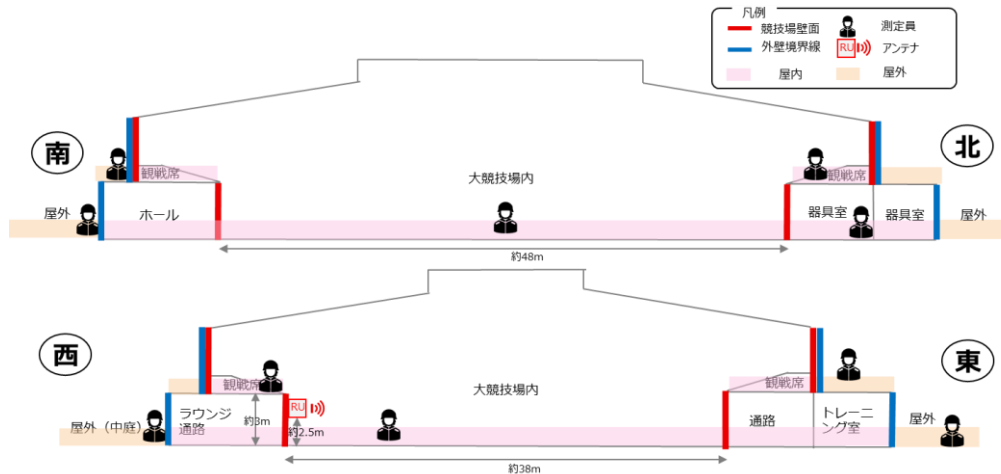 凡例
競技場壁面
測定員
外壁境界線
RU
アンテナ
屋内
屋外
南
北
観戦席
大競技場内
観戦席
屋外
ホール
器具室
器具室
屋外
約48m
西
東
観戦席
大競技場内
観戦席
RU
屋外（中庭）
ラウンジ
通路
約3m
約2.5m
通路
トレーニ
ング室
屋外
約38m